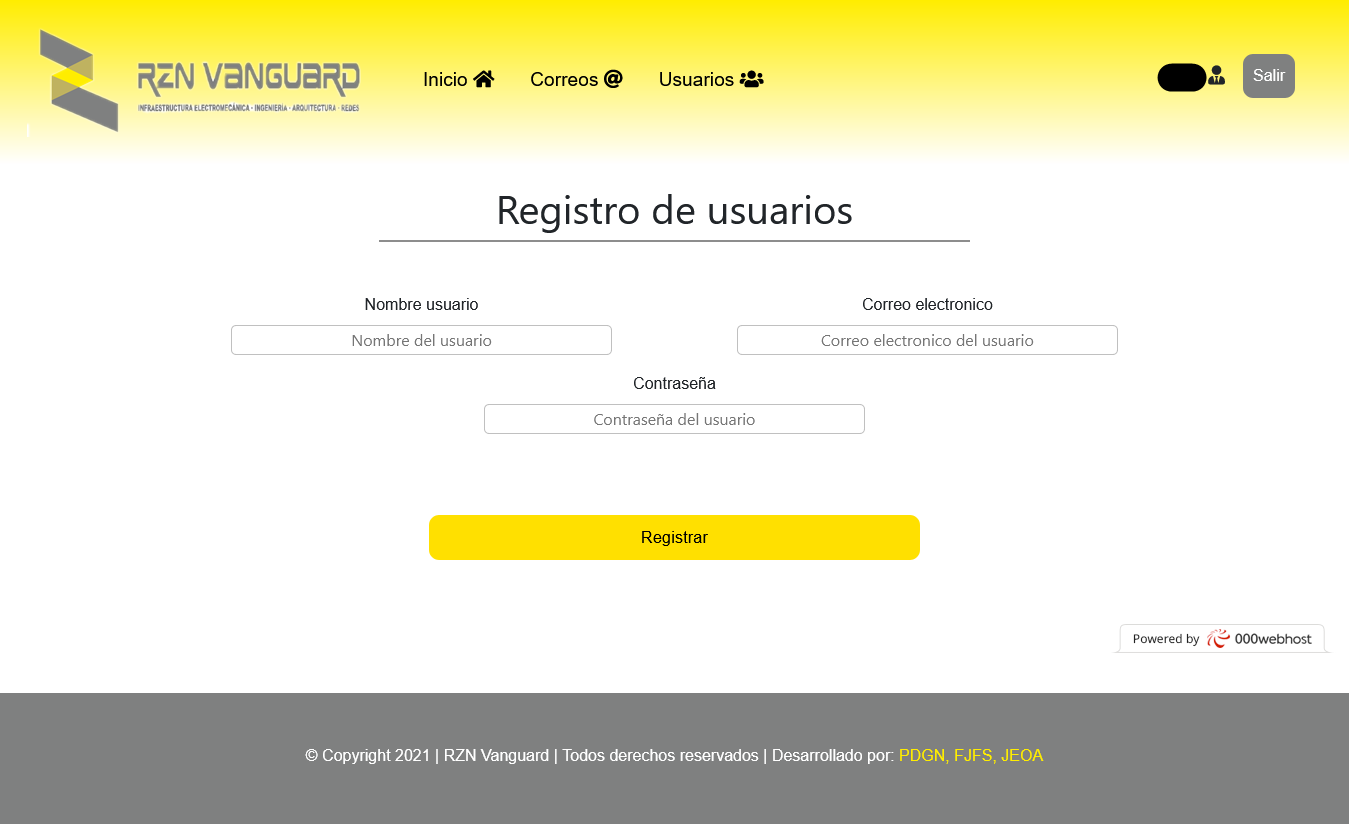 RZN VANGUARD
INFRAESTRUCTURA ELECTROMECÁNICA · INGENIERÍA · ARQUITECTURA · REDES
Inicio
Correos
Usuarios
Salir
Registro de usuarios
Nombre usuario
Correo electronico
Nombre del usuario
Correo electronico del usuario
Contraseña
Contraseña del usuario
Registrar
Powered by 000webhost
© Copyright 2021 | RZN Vanguard | Todos derechos reservados | Desarrollado por: PDGN, FJFS, JEOA